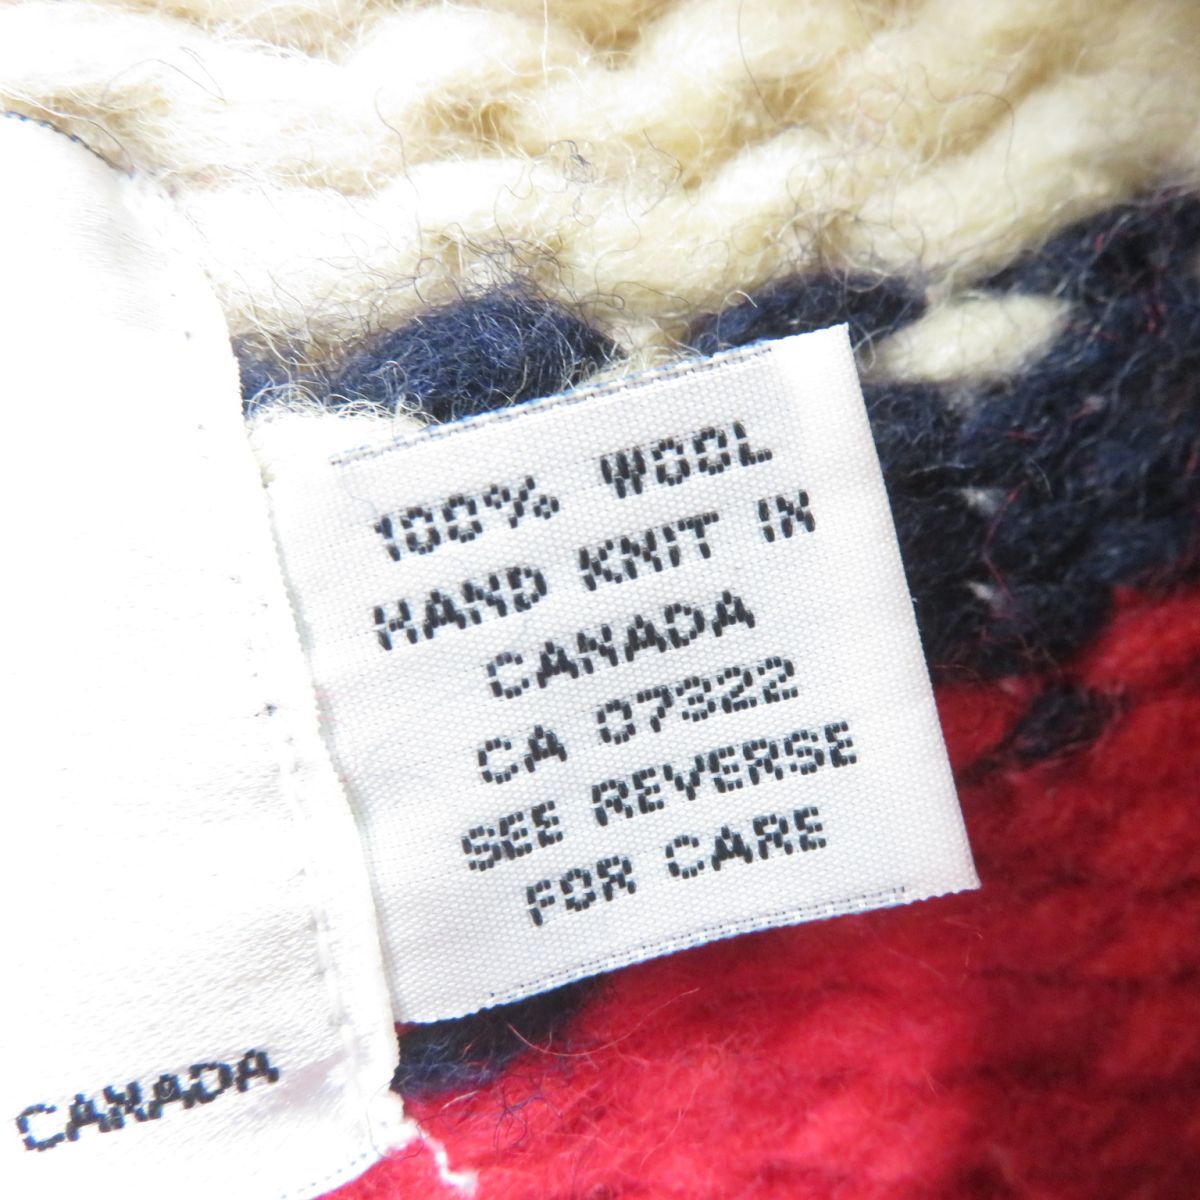 100% WOOL
HAND KNIT IN
CANADA
CA 07322
SEE REVERSE
FOR CARE
CANADA